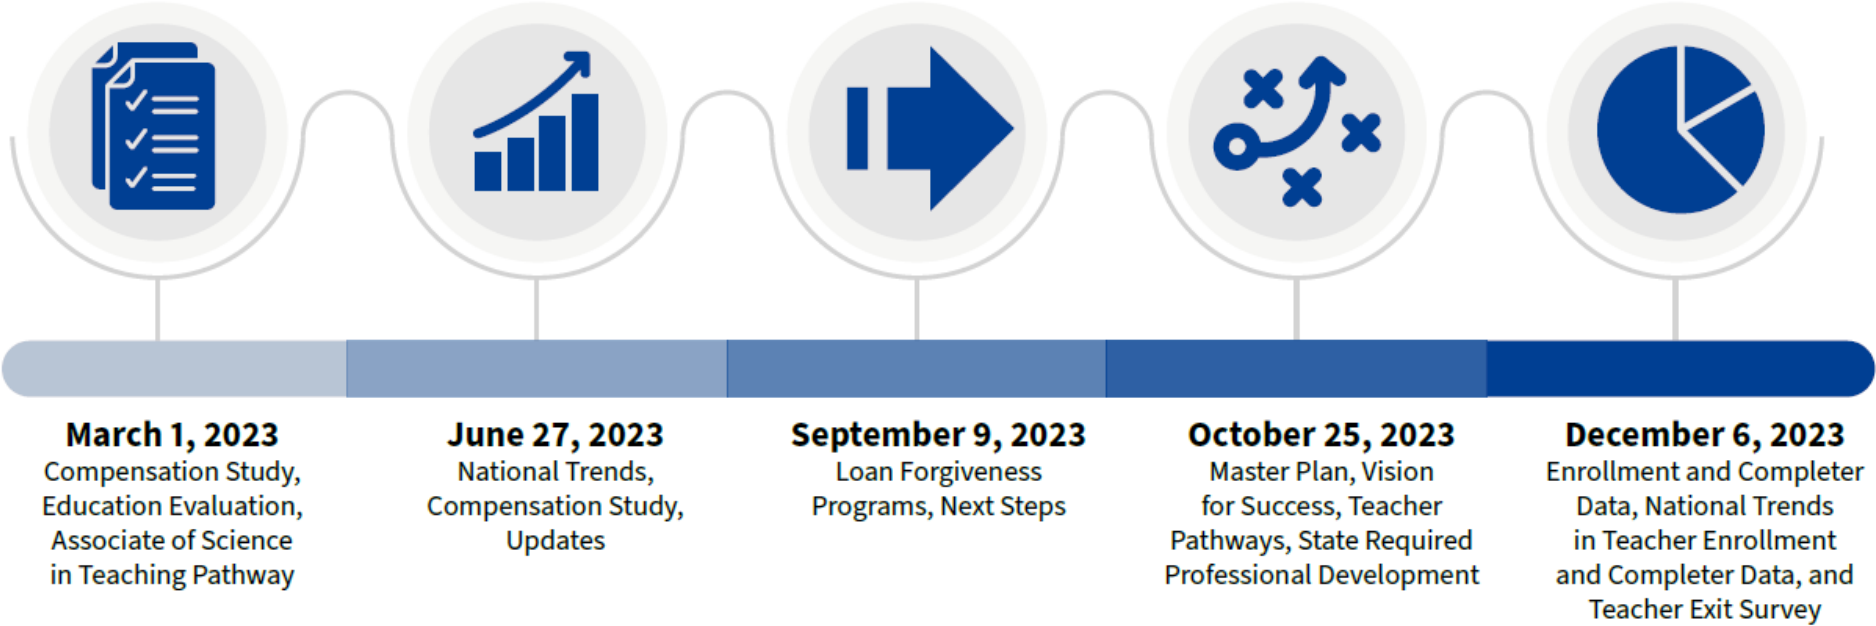 March 1, 2023
Compensation Study,
Education Evaluation,
Associate of Science
in Teaching Pathway
June 27, 2023
National Trends,
Compensation Study,
Updates
September 9, 2023
Loan Forgiveness
Programs, Next Steps
October 25, 2023
Master Plan, Vision
for Success, Teacher
Pathways, State Required
Professional Development
December 6, 2023
Enrollment and Completer
Data, National Trends
in Teacher Enrollment
and Completer Data, and
Teacher Exit Survey